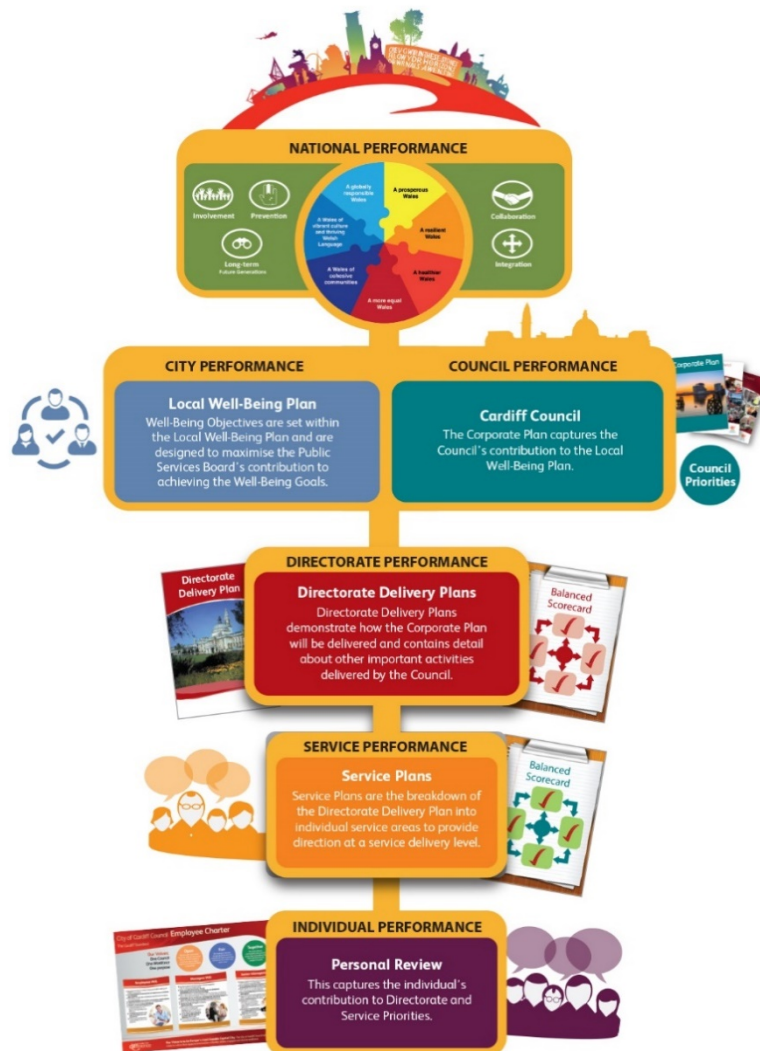 NATIONAL PERFORMANCE
Involvement
Prevention
Long-term
Future Generations
A globally
responsible
Wales
A prosperous
Wales
A Wales of
vibrant culture
and thriving
Welsh
Language
A resilient
Wales
A Wales of
cohesive
communities
A healthier
Wales
A more equal
Wales
Collaboration
Integration
CITY PERFORMANCE
Local Well-Being Plan
Well-Being Objectives are set within
the Local Well-Being Plan and are
designed to maximise the Public
Services Board's contribution to
achieving the Well-Being Goals.
COUNCIL PERFORMANCE
Cardiff Council
The Corporate Plan captures the
Council's contribution to the Local
Well-Being Plan.
Corporate Plan
Council
Priorities
DIRECTORATE PERFORMANCE
Directorate
Delivery Plan
Directorate Delivery Plans
Directorate Delivery Plans
demonstrate how the Corporate Plan
will be delivered and contains detail
about other important activities
delivered by the Council.
Balanced
Scorecard
SERVICE PERFORMANCE
Service Plans
Service Plans are the breakdown of
the Directorate Delivery Plan into
individual service areas to provide
direction at a service delivery level.
Balanced
Scorecard
INDIVIDUAL PERFORMANCE
City of Cardiff Council Employee Charter
Personal Review
This captures the individual's
contribution to Directorate and
Service Priorities.